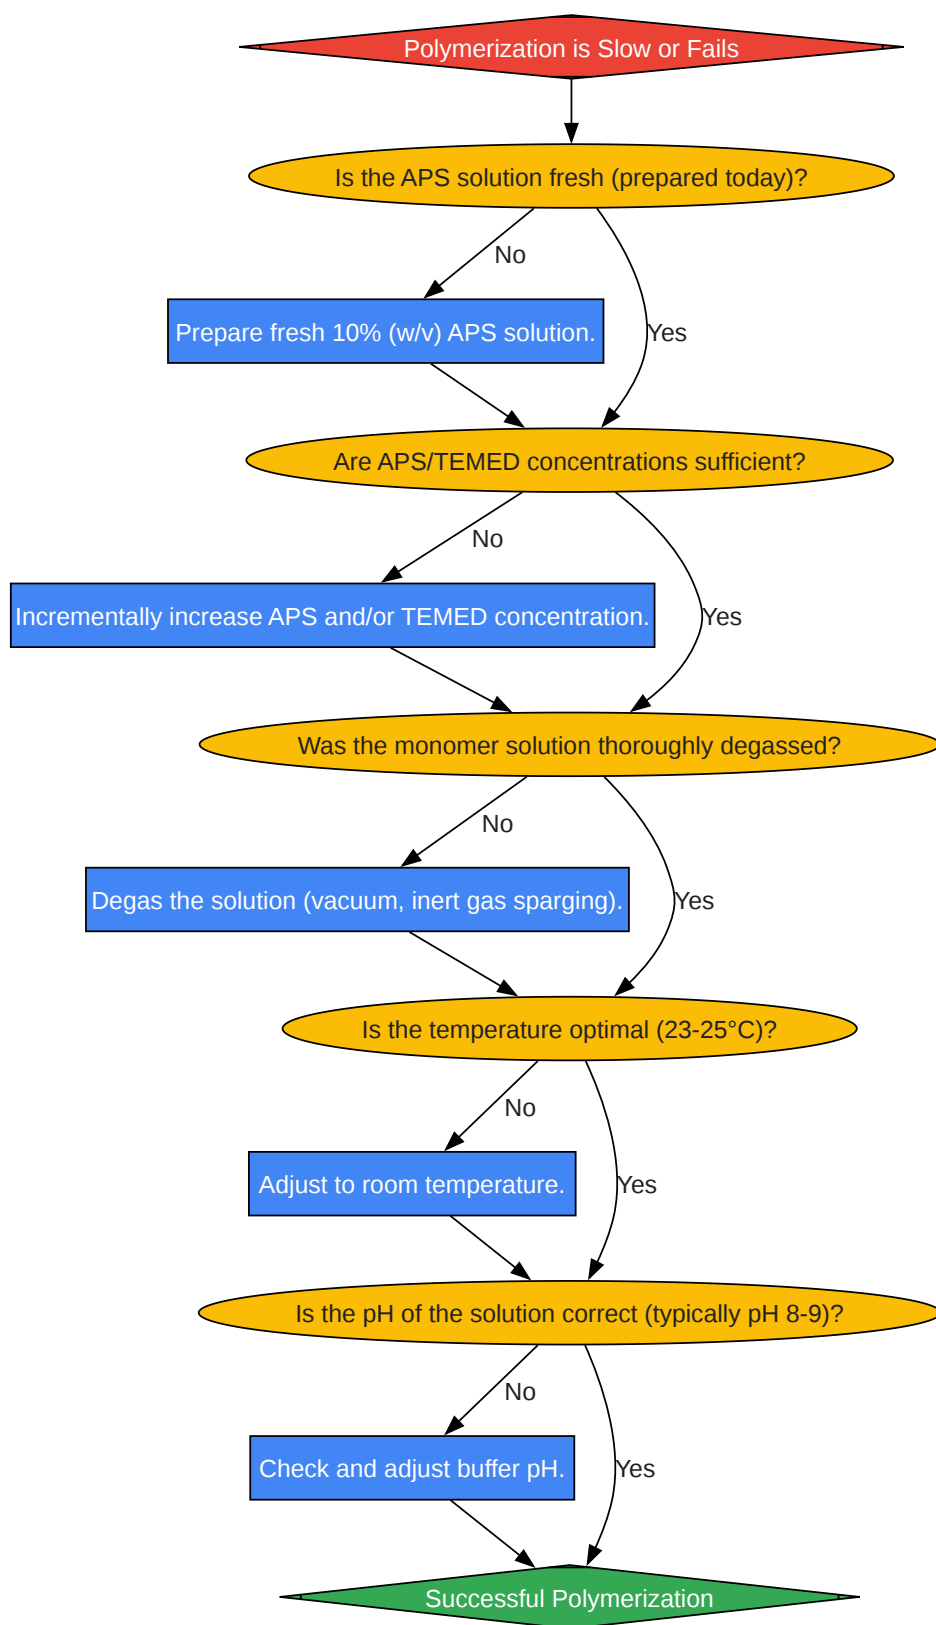 Polymerization is Slow or Fails
Is the APS solution fresh (prepared today)?
No
Prepare fresh 10% (w/v) APS solution.
Yes
Are APS/TEMED concentrations sufficient?
No
Incrementally increase APS and/or TEMED concentration.
Yes
Was the monomer solution thoroughly degassed?
No
Degas the solution (vacuum, inert gas sparging).
Yes
Is the temperature optimal (23-25°C)?
No
Adjust to room temperature.
Yes
Is the pH of the solution correct (typically pH 8-9)?
No
Check and adjust buffer pH.
Yes
Successful Polymerization